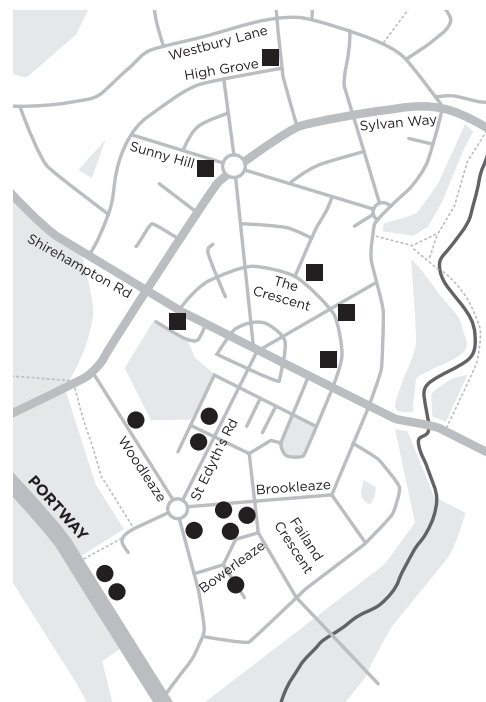 Westbury Lane
High Grove
Sylvan Way
Sunny Hill
Shirehampton Rd
The
Crescent
St Edyth's Rd
Woodleaze
Brookleaze
PORTWAY
Failand
Crescent
Bowerleaze